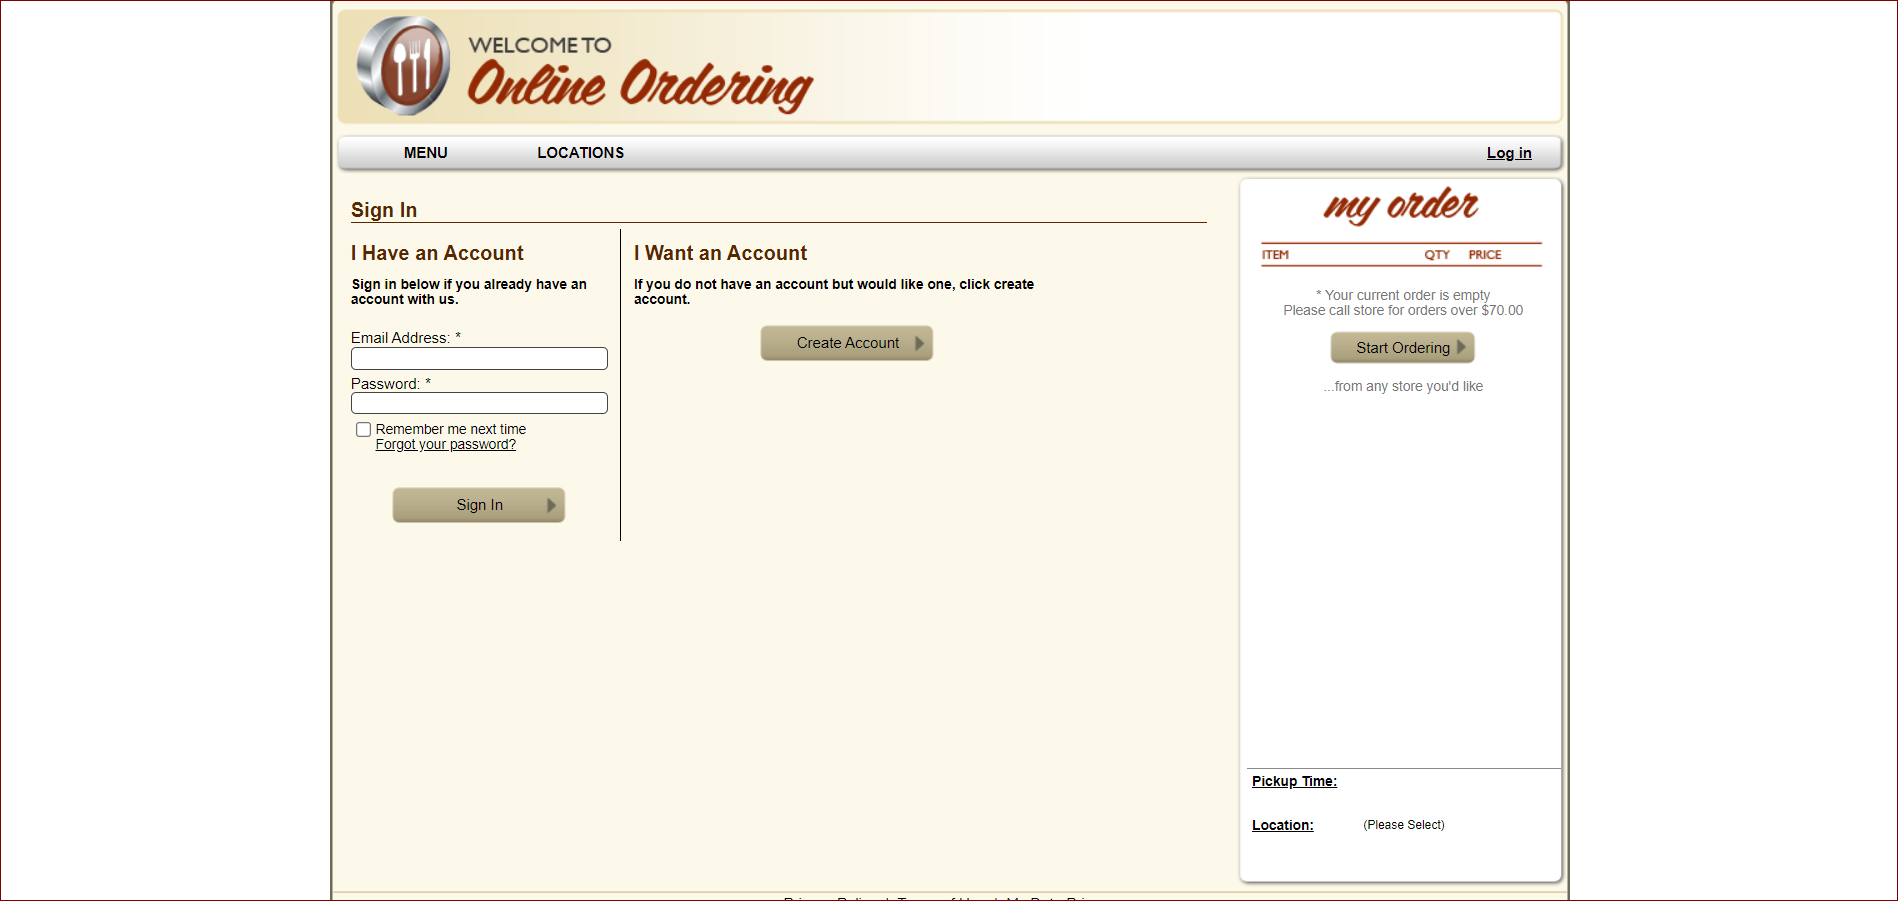 WELCOME TO
Online Ordering
MENU
LOCATIONS
Log in
Sign In
I Have an Account
Sign in below if you already have an
account with us.
Email Address: *
Password: *
Remember me next time
Forgot your password?
Sign In
I Want an Account
If you do not have an account but would like one, click create
account.
Create Account
my order
ITEM QTY PRICE
* Your current order is empty
Please call store for orders over $70.00
Start Ordering
...from any store you'd like
Pickup Time:
Location: (Please Select)